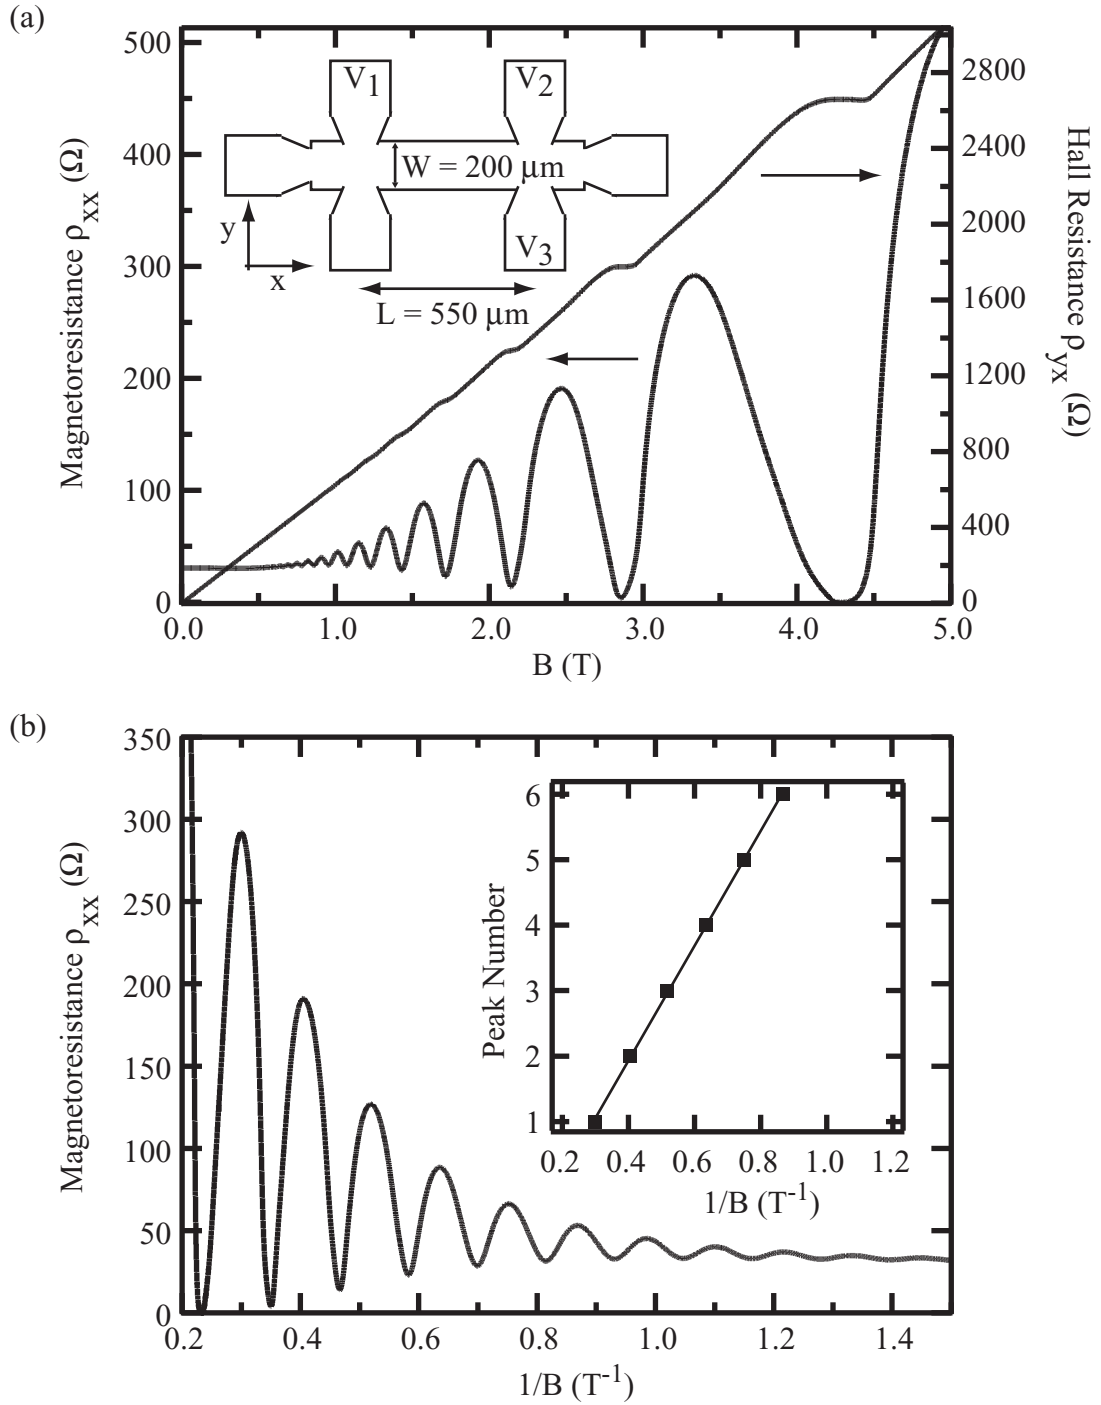 (a)
500
400
300
200
100
0
Magnetoresistance ρxx (Ω)
V1
V2
W = 200 μm
y
x
V3
L = 550 μm
2800
2400
2000
1600
1200
800
400
0
Hall Resistance ρyx (Ω)
0.0 1.0 2.0 3.0 4.0 5.0
B (T)
(b)
350
300
250
200
150
100
50
0
Magnetoresistance ρxx (Ω)
6
5
4
3
2
1
Peak Number
0.2 0.4 0.6 0.8 1.0 1.2
1/B (T-1)
0.2 0.4 0.6 0.8 1.0 1.2 1.4
1/B (T-1)